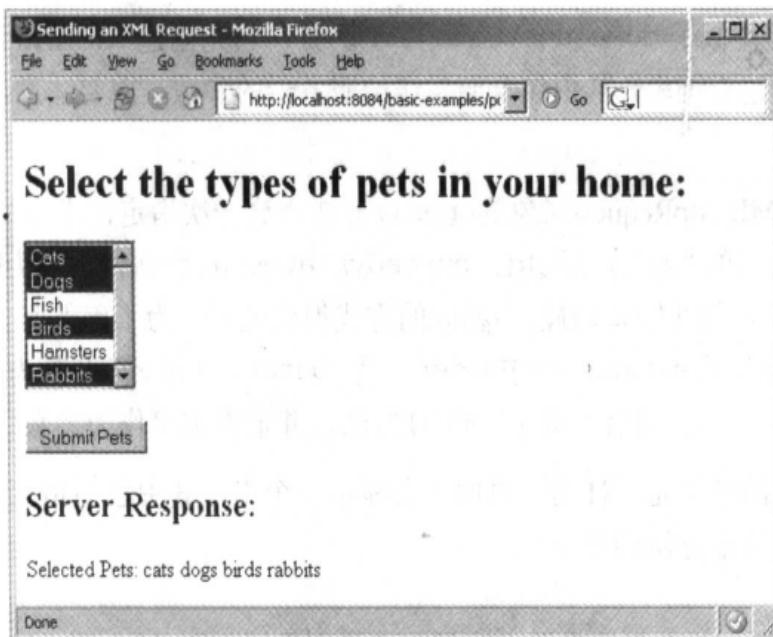 Sending an XML Request - Mozilla Firefox
File Edit View Go Bookmarks Tools Help
http://localhost:8084/basic-examples/pe Go G
Select the types of pets in your home:
Cats
Dogs
Fish
Birds
Hamsters
Rabbits
Submit Pets
Server Response:
Selected Pets: cats dogs birds rabbits
Done